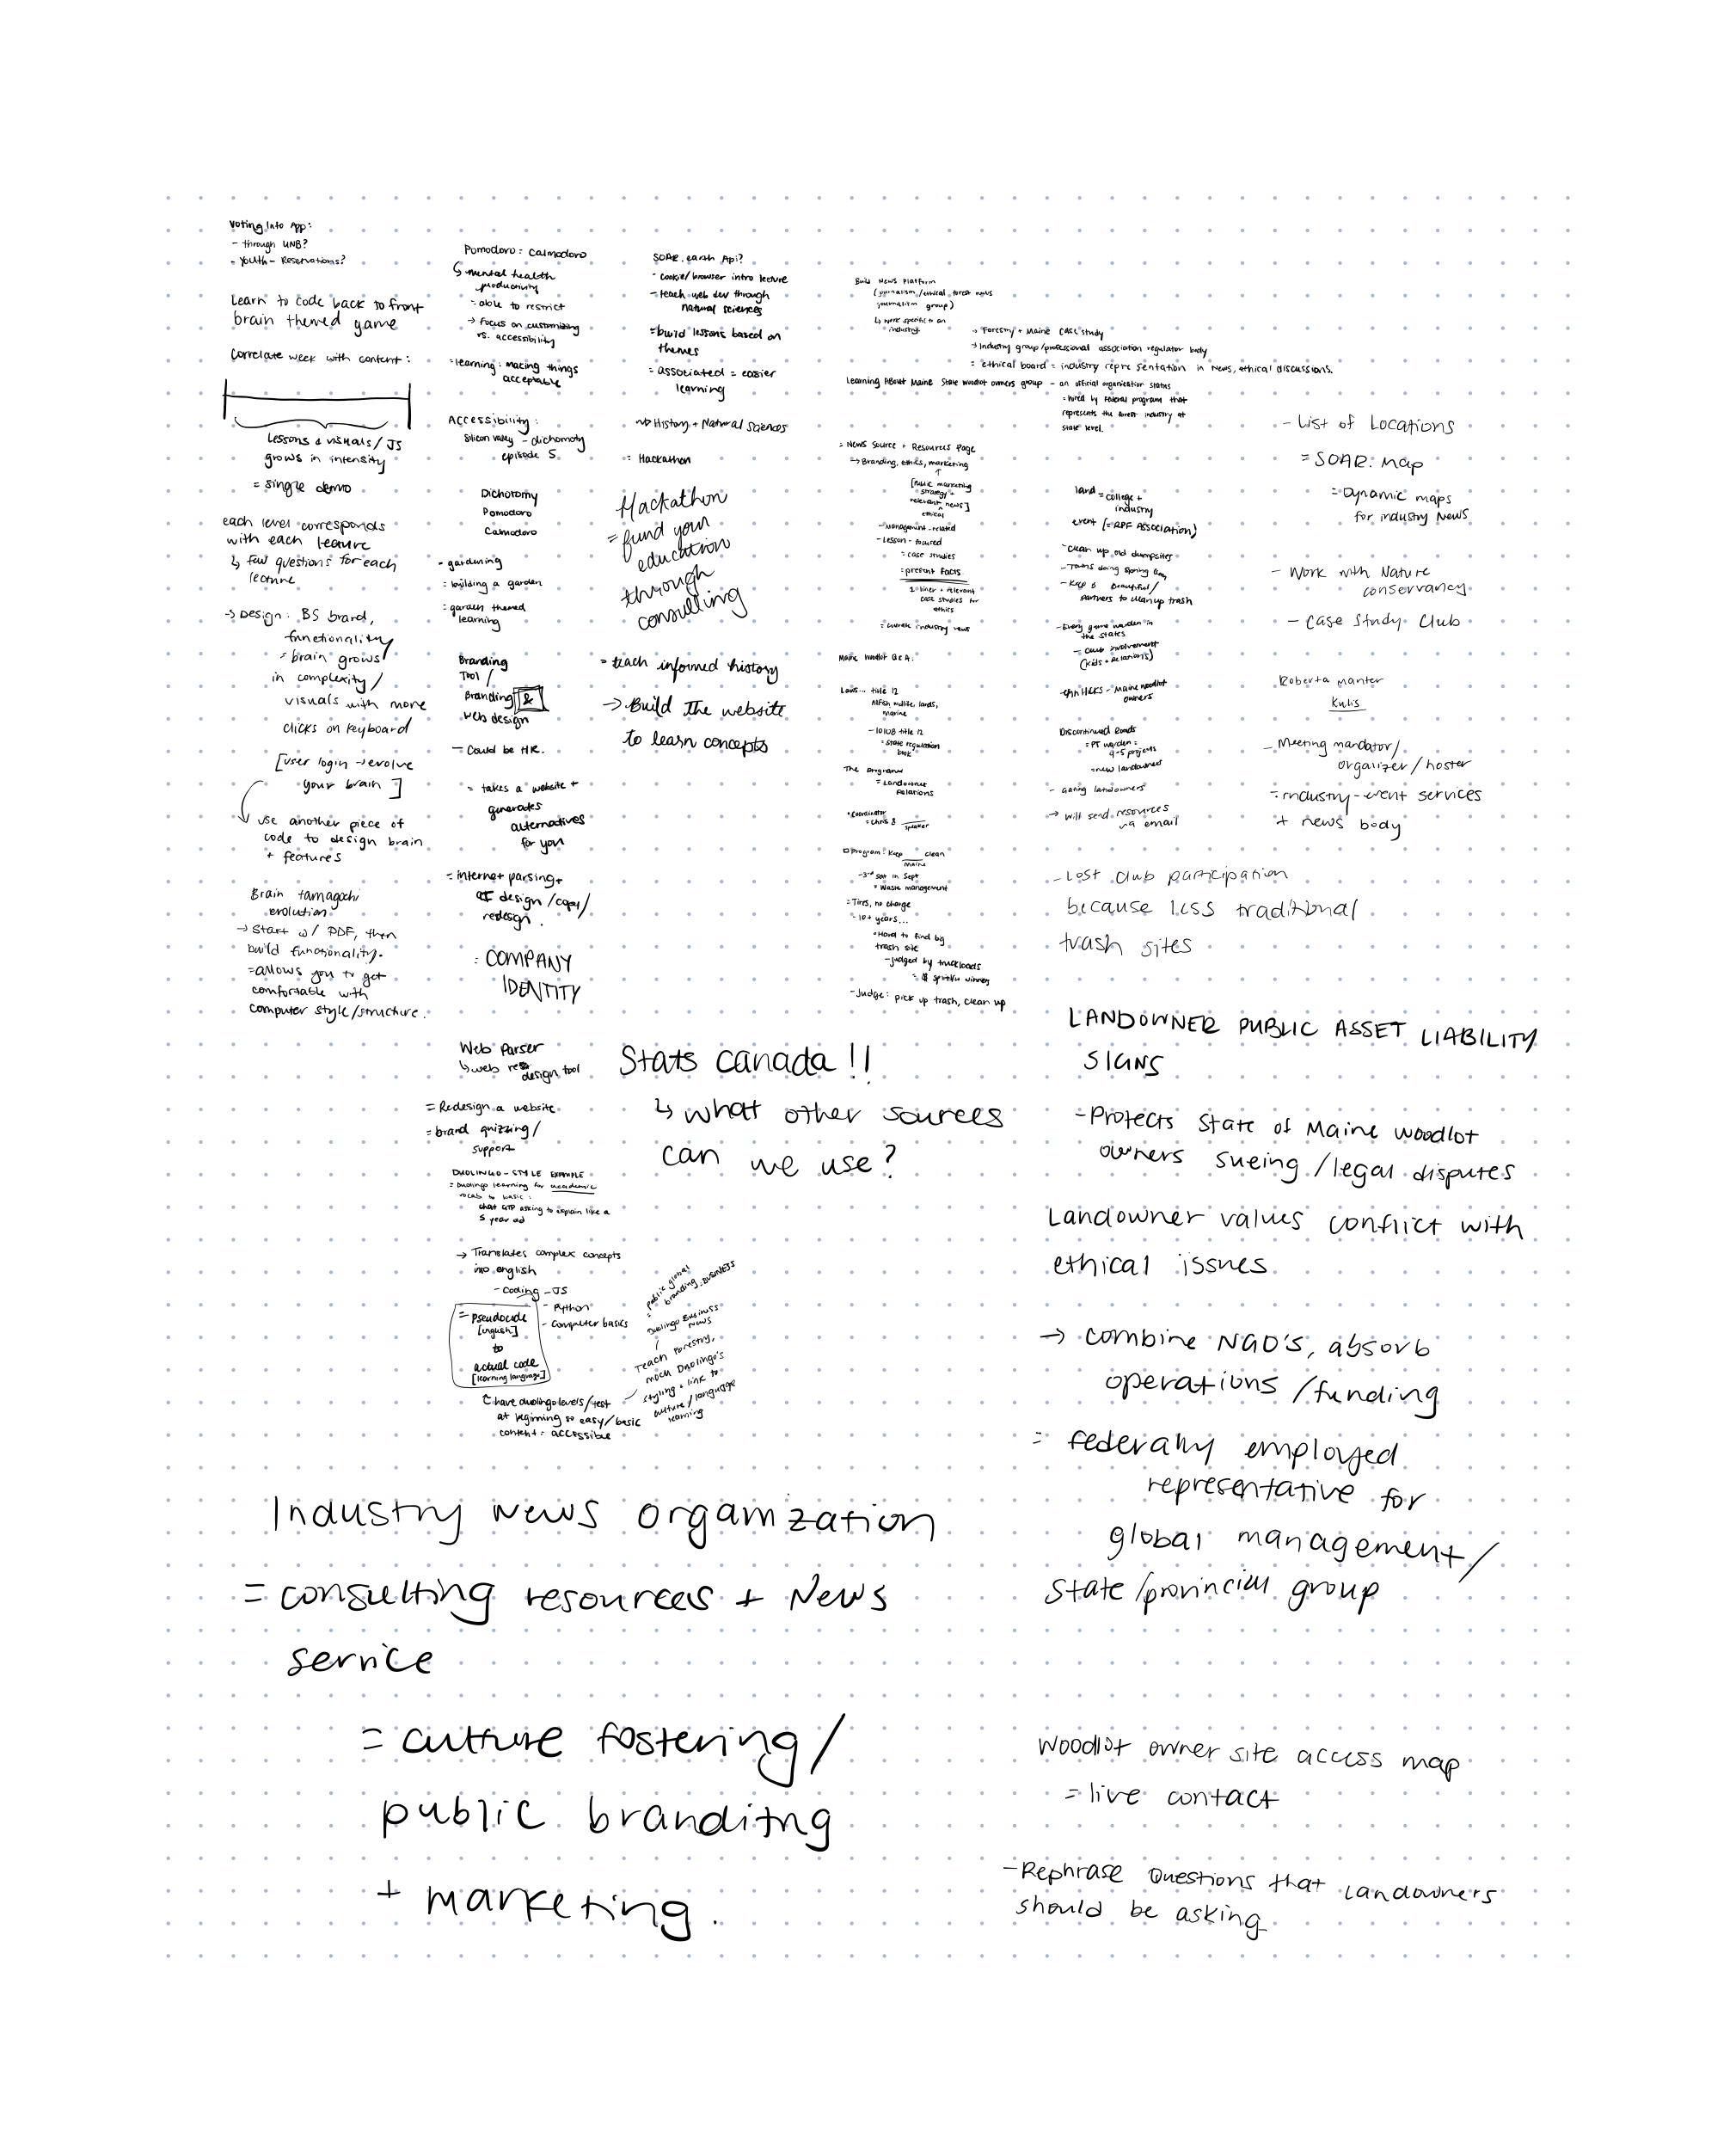 Voting Info App:
- through UNB?
= Youth - Reservations?
Learn to code back to front
brain themed game
Correlate week with content:
Lessons & visuals / JS
grows in intensity
= single demo
each level corresponds
with each lecture
↳ few questions for each
lecture
→ Design: BS brand,
functionality
= brain grows
in complexity /
visuals with more
clicks on keyboard
[user login → evolve
your brain]
use another piece of
code to design brain
+ features
Brain tamagachi
evolution
→ Start w/ PDF, then
build functionality.
= allows you to get
comfortable with
computer style/structure.
Pomodoro = Calmodoro
↳ mental health
productivity
= able to restrict
→ Focus on customizing
vs. accessibility
= learning: making things
acceptable
Accessibility:
Silicon Valley - dichomoty
episode 5
Dichotomy
Pomodoro
Calmodoro
- gardening
= building a garden
= garden themed
learning
Branding
Tool /
Branding &
web design
- Could be HR.
= takes a website +
generates
alternatives
for you
= internet parsing +
design / copy /
redesign.
= COMPANY
IDENTITY
Web Parser
↳ web re design tool
= Redesign a website
= brand quizzing /
support
DUOLINGO - STYLE EXAMPLE
= Duolingo learning for academic
vocab to basic:
chat GTP asking to explain like a
5 year old
→ Translates complex concepts
into english
- Coding - JS
- Python
- computer basics
= pseudocode
[english]
to
actual code
[learning language]
have duolingo levels/test
at beginning so easy/basic
content = accessible
public global
branding. BUSINESS
Duolingo Business
News
Teach Forestry,
mock Duolingo's
styling + link to
culture / language
learning
SOAR.earth Api?
- cookie/browser intro lecture
- teach web dev through
natural sciences
= build lessons based on
themes
= associated = easier
learning
→ History + Natural Sciences
= Hackathon
Hackathon
= fund your
education
through
consulting
= teach informed history
→ Build the website
to learn concepts
Stats Canada!!
↳ what other sources
can we use?
Build News Platform
(journalism / ethical forest news
journalism group)
↳ more specific to an
industry
→ Forestry + Maine case study
→ Industry group/professional association regulator body
= ethical board = industry representation in News, ethical discussions.
Learning About Maine State woodlot owners group - an official organization status
= hired by Federal program that
represents the forest industry at
state level.
= News Source + Resources Page
→ Branding, ethics, marketing
[public marketing
strategy =
relevant news]
ethical
- Management-related
- Lesson-focused
= case studies
= present facts
1-liner + relevant
case studies for
ethics
= overall industry news
Maine Woodlot Q&A:
Laws... title 12
wildlife, lands,
marine
- 10108 title 12
= State regulation
book
The program
= Landowner
Relations
= Coordinator
= Chris B
speaker
Program: Keep Maine clean
- 3rd sat in Sept
= Waste management
= Tires, no charge
- 10+ years...
= Hard to find big
trash site
- judged by truckloads
- Judge: pick up trash, clean up
land = college +
industry
event (= RPF Association)
- clean up old dumpsites
- Towns doing spring
- Keep Beautiful /
partners to cleanup trash
- Every game warden in
the states
- club involvement
(kids + relations)
Maine woodlot
owners
Discontinued Roads
= PT warden =
4-5 projects
= new landowners
- Gating landowners
→ will send resources
via email
- Lost club participation
because less traditional
trash sites
- List of Locations
= SOAR. Map
= Dynamic maps
for industry News
- Work with Nature
conservancy
- Case Study Club
Roberta Manter
Kulis
- Meeting mandator /
organizer / hoster
= industry-event services
+ news body
LANDOWNER PUBLIC ASSET LIABILITY
SIGNS
- Protects State of Maine woodlot
owners sueing / legal disputes
Landowner values conflict with
ethical issues
→ combine NGO'S, absorb
operations / funding
= federally employed
representative for
global management /
state / provincial group
Industry News organization
= consulting resources + News
service
= culture fostering /
public branditng
+ marketing.
Woodlot owner site access map
= live contact
- Rephrase Questions that landowners
should be asking